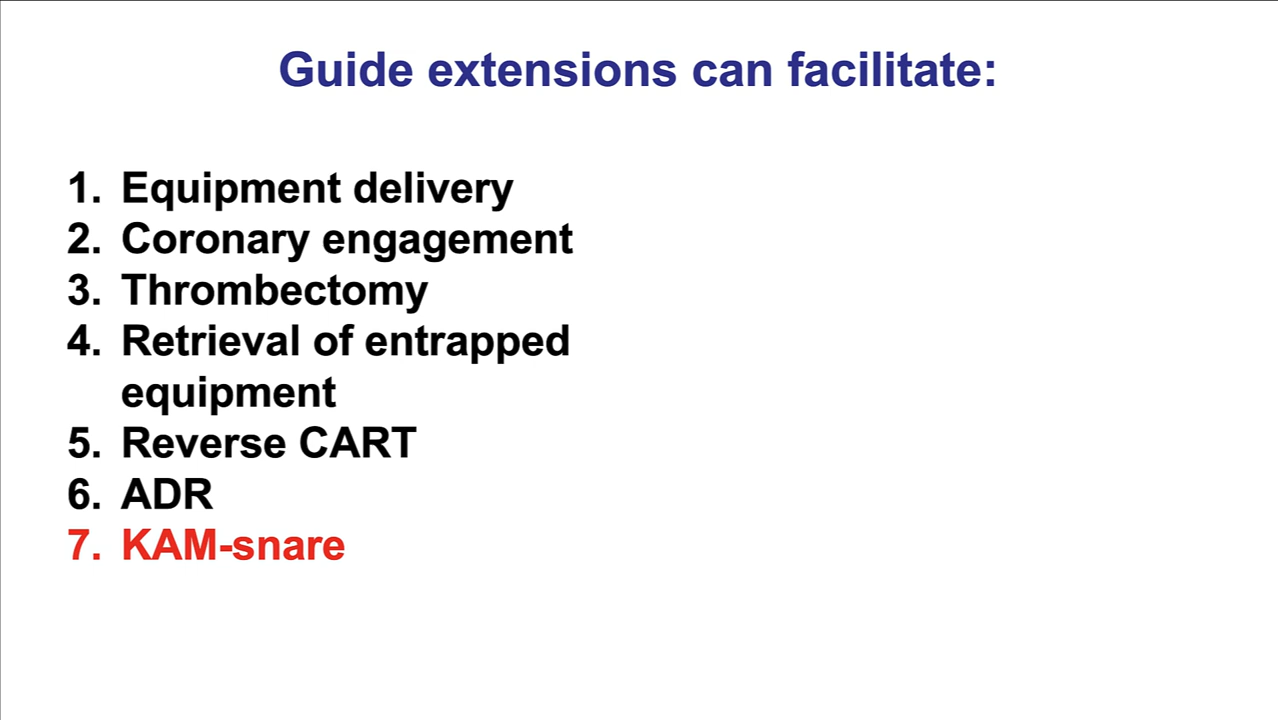 Guide extensions can facilitate:
1. Equipment delivery
2. Coronary engagement
3. Thrombectomy
4. Retrieval of entrapped
equipment
5. Reverse CART
6. ADR
7. KAM-snare